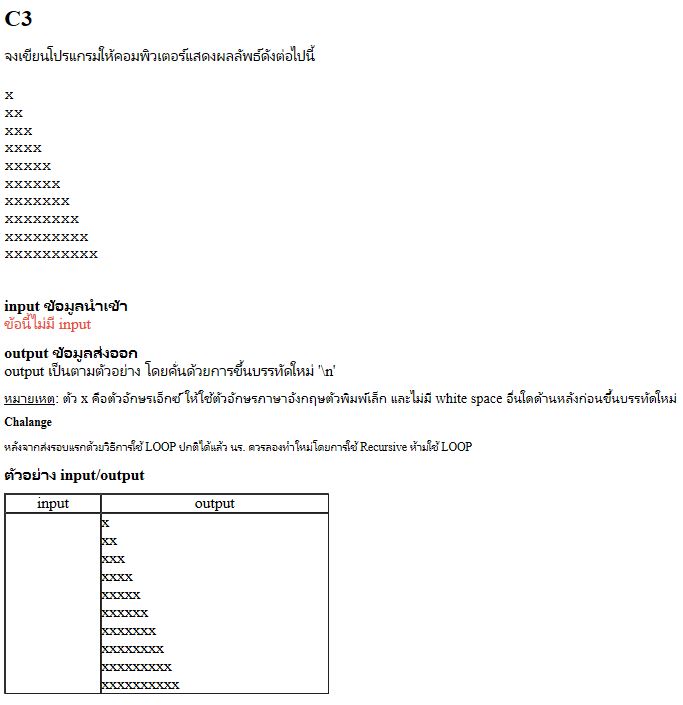 C3
จงเขียนโปรแกรมให้คอมพิวเตอร์แสดงผลลัพธ์ดังต่อไปนี้
x
xx
xxx
xxxx
xxxxx
xxxxxx
xxxxxxx
xxxxxxxx
xxxxxxxxx
xxxxxxxxxx
input ข้อมูลนำเข้า
ข้อนี้ไม่มี input
output ข้อมูลส่งออก
output เป็นตามตัวอย่าง โดยคั่นด้วยการขึ้นบรรทัดใหม่ '\n'
หมายเหตุ: ตัว x คือตัวอักษรเอ็กซ์ ให้ใช้ตัวอักษรภาษาอังกฤษตัวพิมพ์เล็ก และไม่มี white space อื่นใดด้านหลังก่อนขึ้นบรรทัดใหม่
Chalange
หลังจากส่งรอบแรกด้วยวิธีการใช้ LOOP ปกติได้แล้ว นร. ควรลองทำใหม่โดยการใช้ Recursive ห้ามใช้ LOOP
ตัวอย่าง input/output
input output
x
xx
xxx
xxxx
xxxxx
xxxxxx
xxxxxxx
xxxxxxxx
xxxxxxxxx
xxxxxxxxxx